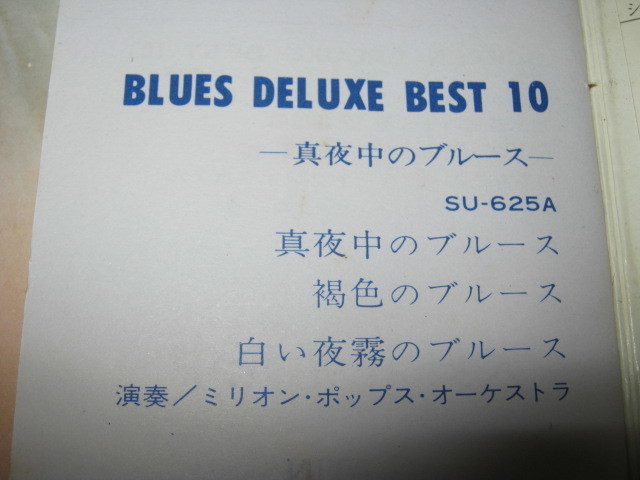 BLUES DELUXE BEST 10
―真夜中のブルース―
SU-625A
真夜中のブルース
褐色のブルース
白い夜霧のブルース
演奏/ミリオン・ポップス・オーケストラ